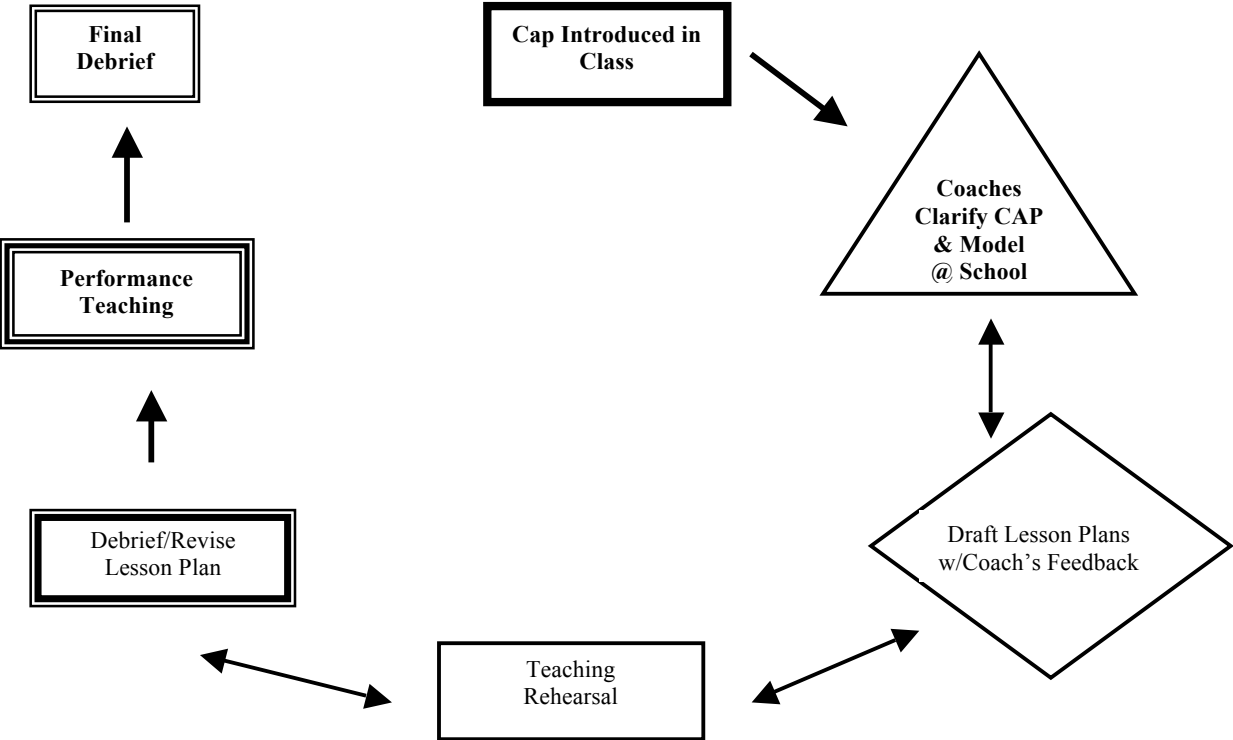 Final
Debrief
Cap Introduced in
Class
Coaches
Clarify CAP
& Model
@ School
Performance
Teaching
Draft Lesson Plans
w/Coach’s Feedback
Debrief/Revise
Lesson Plan
Teaching
Rehearsal